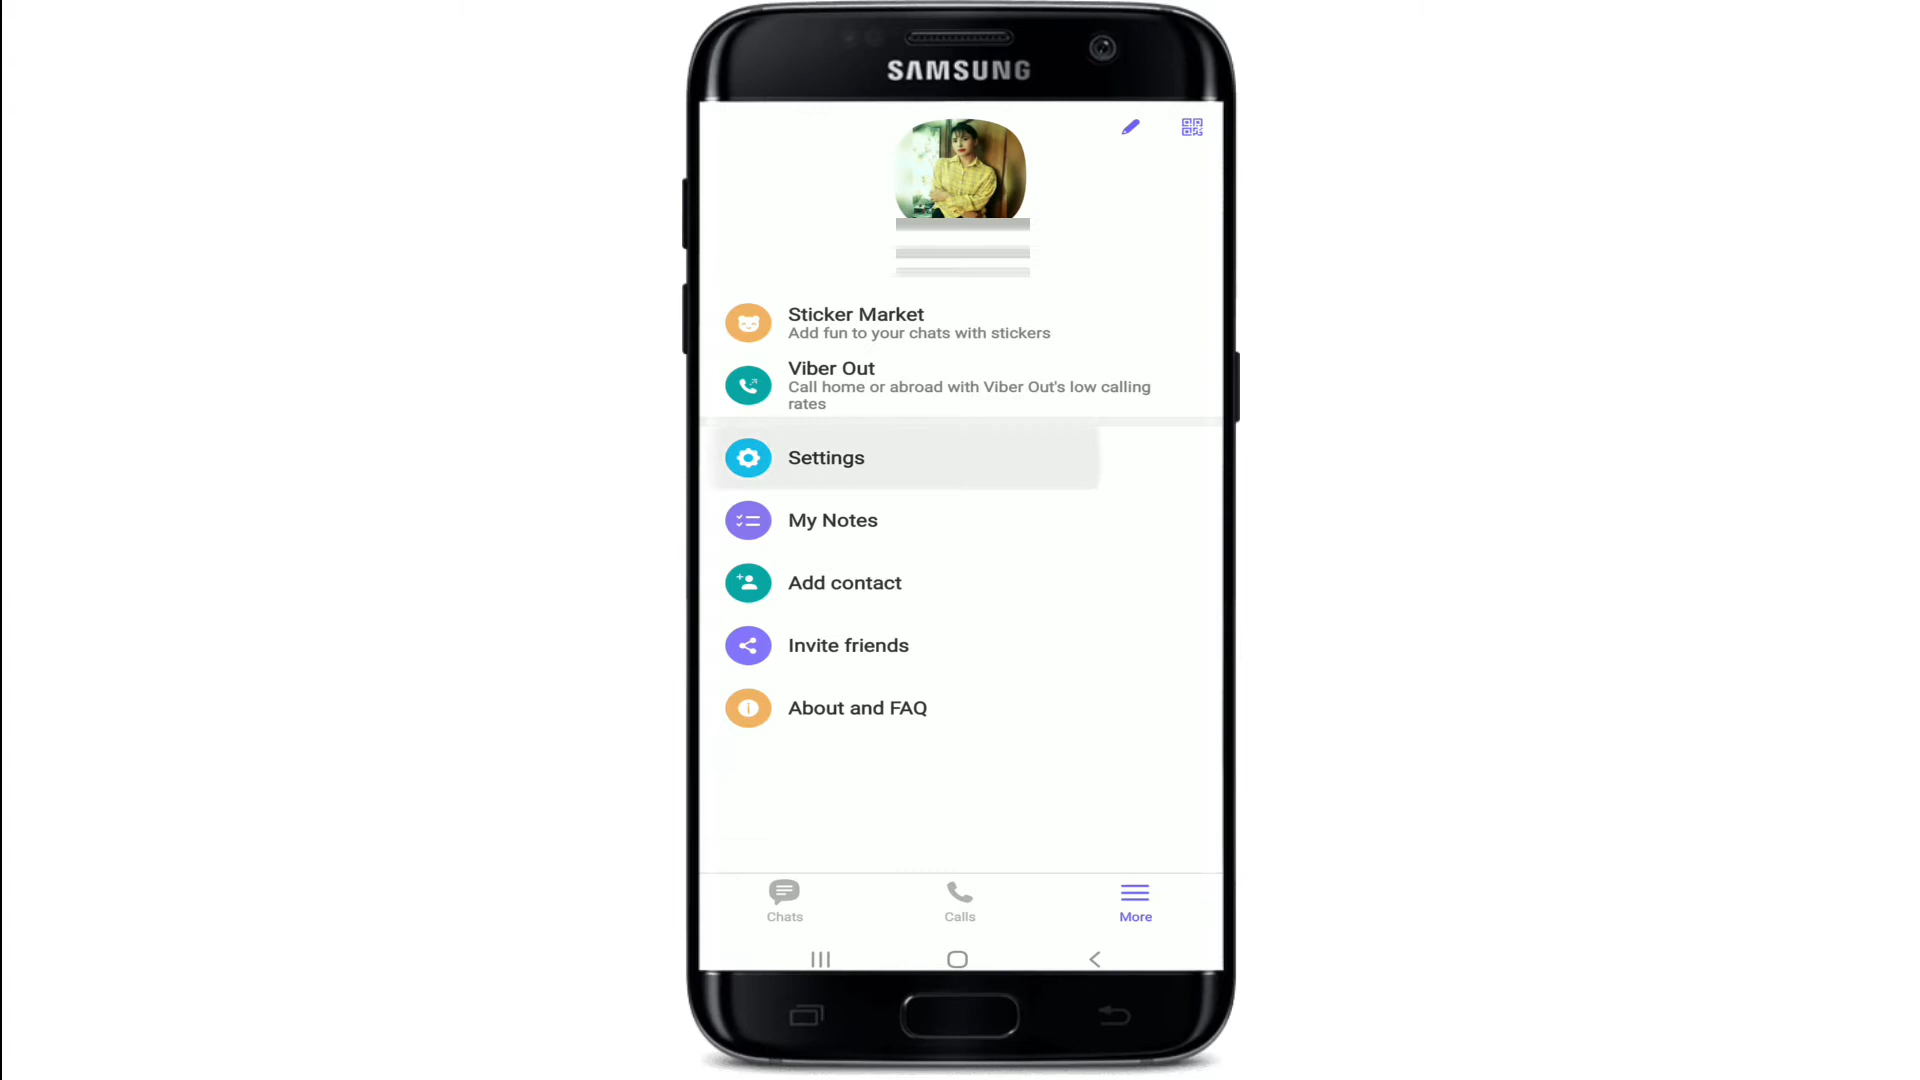 SAMSUNG
Sticker Market
Add fun to your chats with stickers
Viber Out
Call home or abroad with Viber Out's low calling
rates
Settings
My Notes
Add contact
Invite friends
About and FAQ
Chats
Calls
More